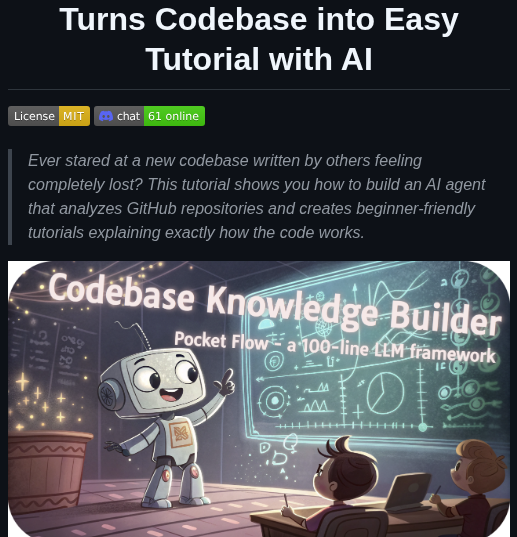 Turns Codebase into Easy
Tutorial with AI
License MIT
chat 61 online
Ever stared at a new codebase written by others feeling
completely lost? This tutorial shows you how to build an AI agent
that analyzes GitHub repositories and creates beginner-friendly
tutorials explaining exactly how the code works.
Codebase Knowledge Builder
Pocket Flow - a 100-line LLM framework